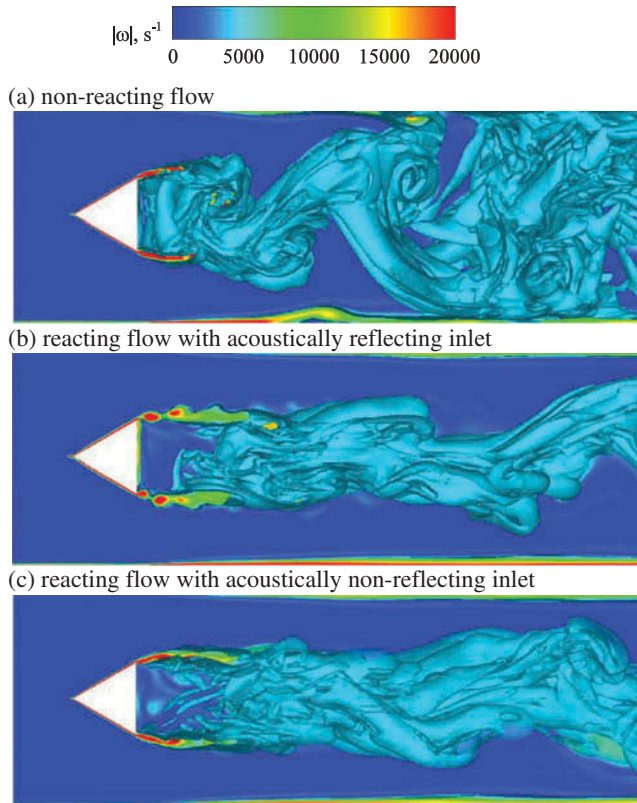 |ω|, s⁻¹
0 5000 10000 15000 20000
(a) non-reacting flow
(b) reacting flow with acoustically reflecting inlet
(c) reacting flow with acoustically non-reflecting inlet